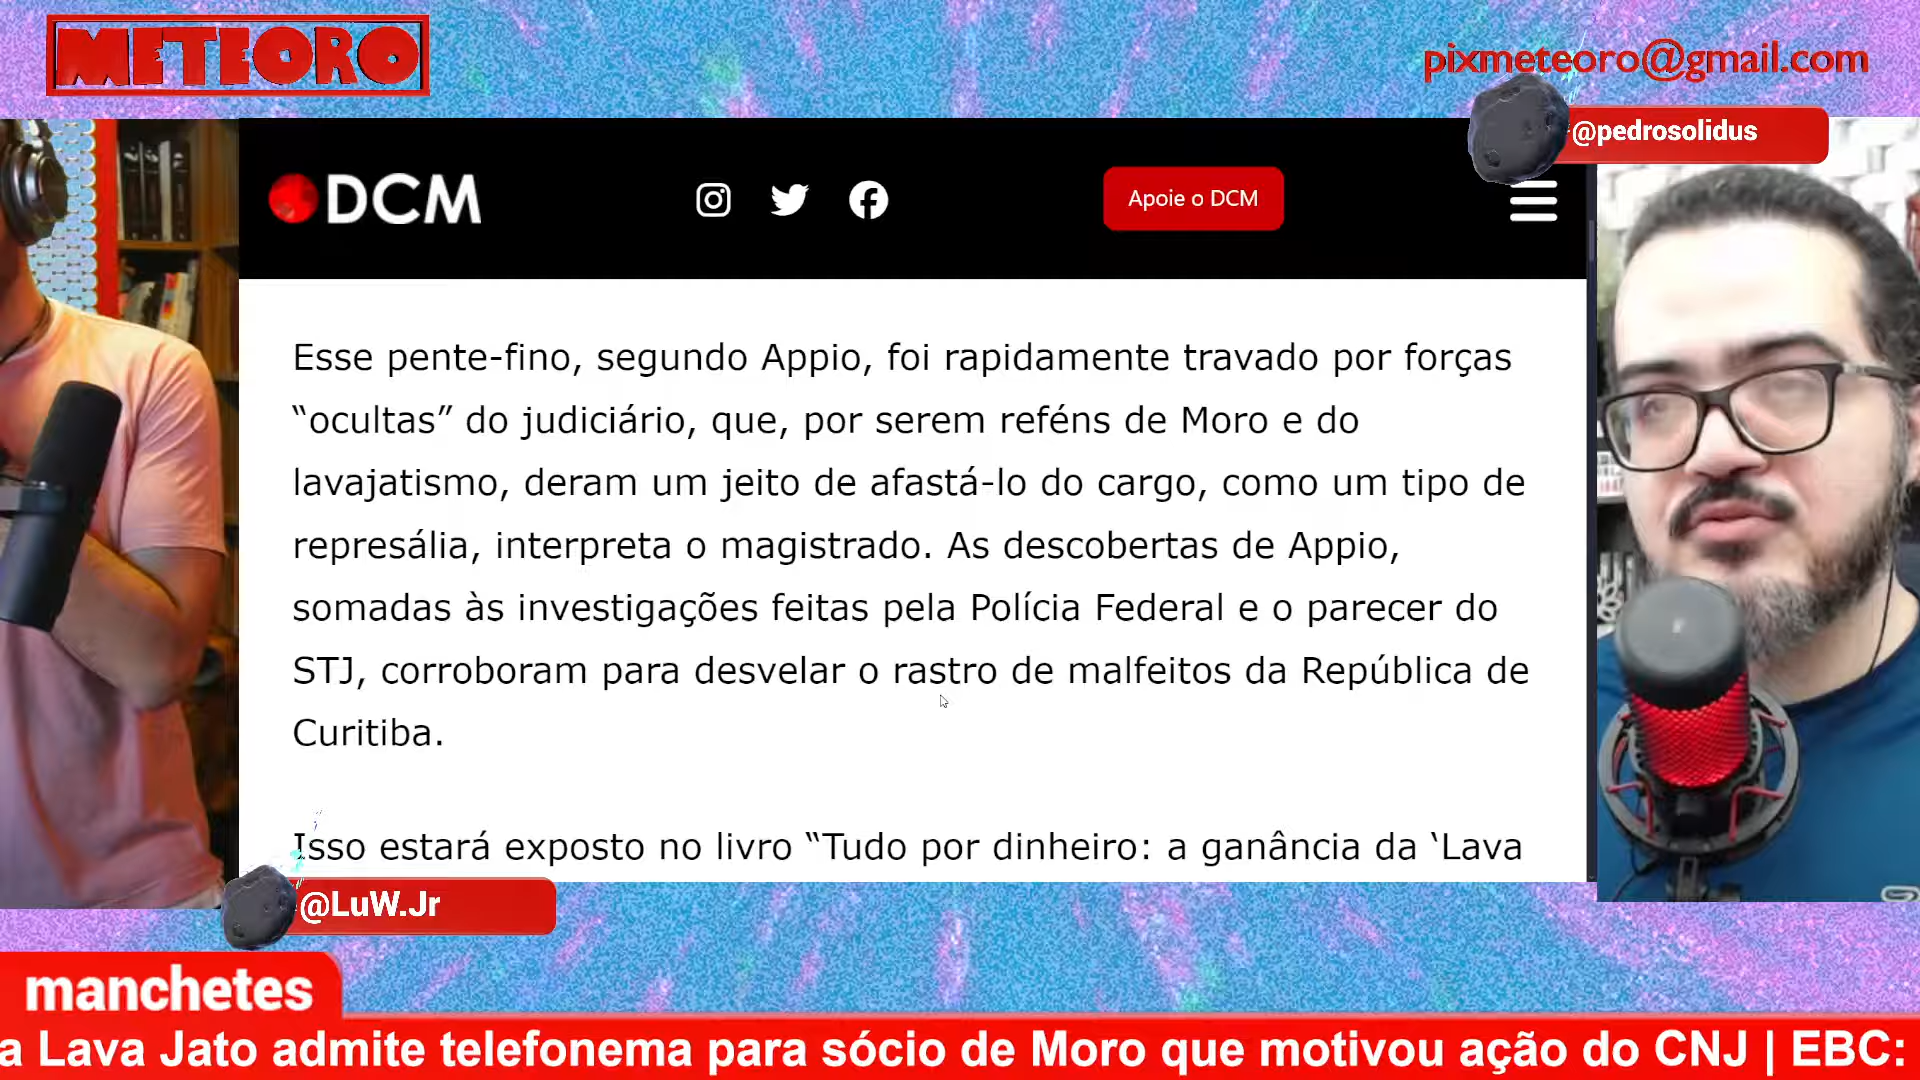 METEORO
pixmeteoro@gmail.com
@pedrosolidus
DCM
Apoie o DCM
Esse pente-fino, segundo Appio, foi rapidamente travado por forças
“ocultas” do judiciário, que, por serem reféns de Moro e do
lavajatismo, deram um jeito de afastá-lo do cargo, como um tipo de
represália, interpreta o magistrado. As descobertas de Appio,
somadas às investigações feitas pela Polícia Federal e o parecer do
STJ, corroboram para desvelar o rastro de malfeitos da República de
Curitiba.
Isso estará exposto no livro “Tudo por dinheiro: a ganância da ‘Lava
@LuW.Jr
manchetes
a Lava Jato admite telefonema para sócio de Moro que motivou ação do CNJ | EBC: